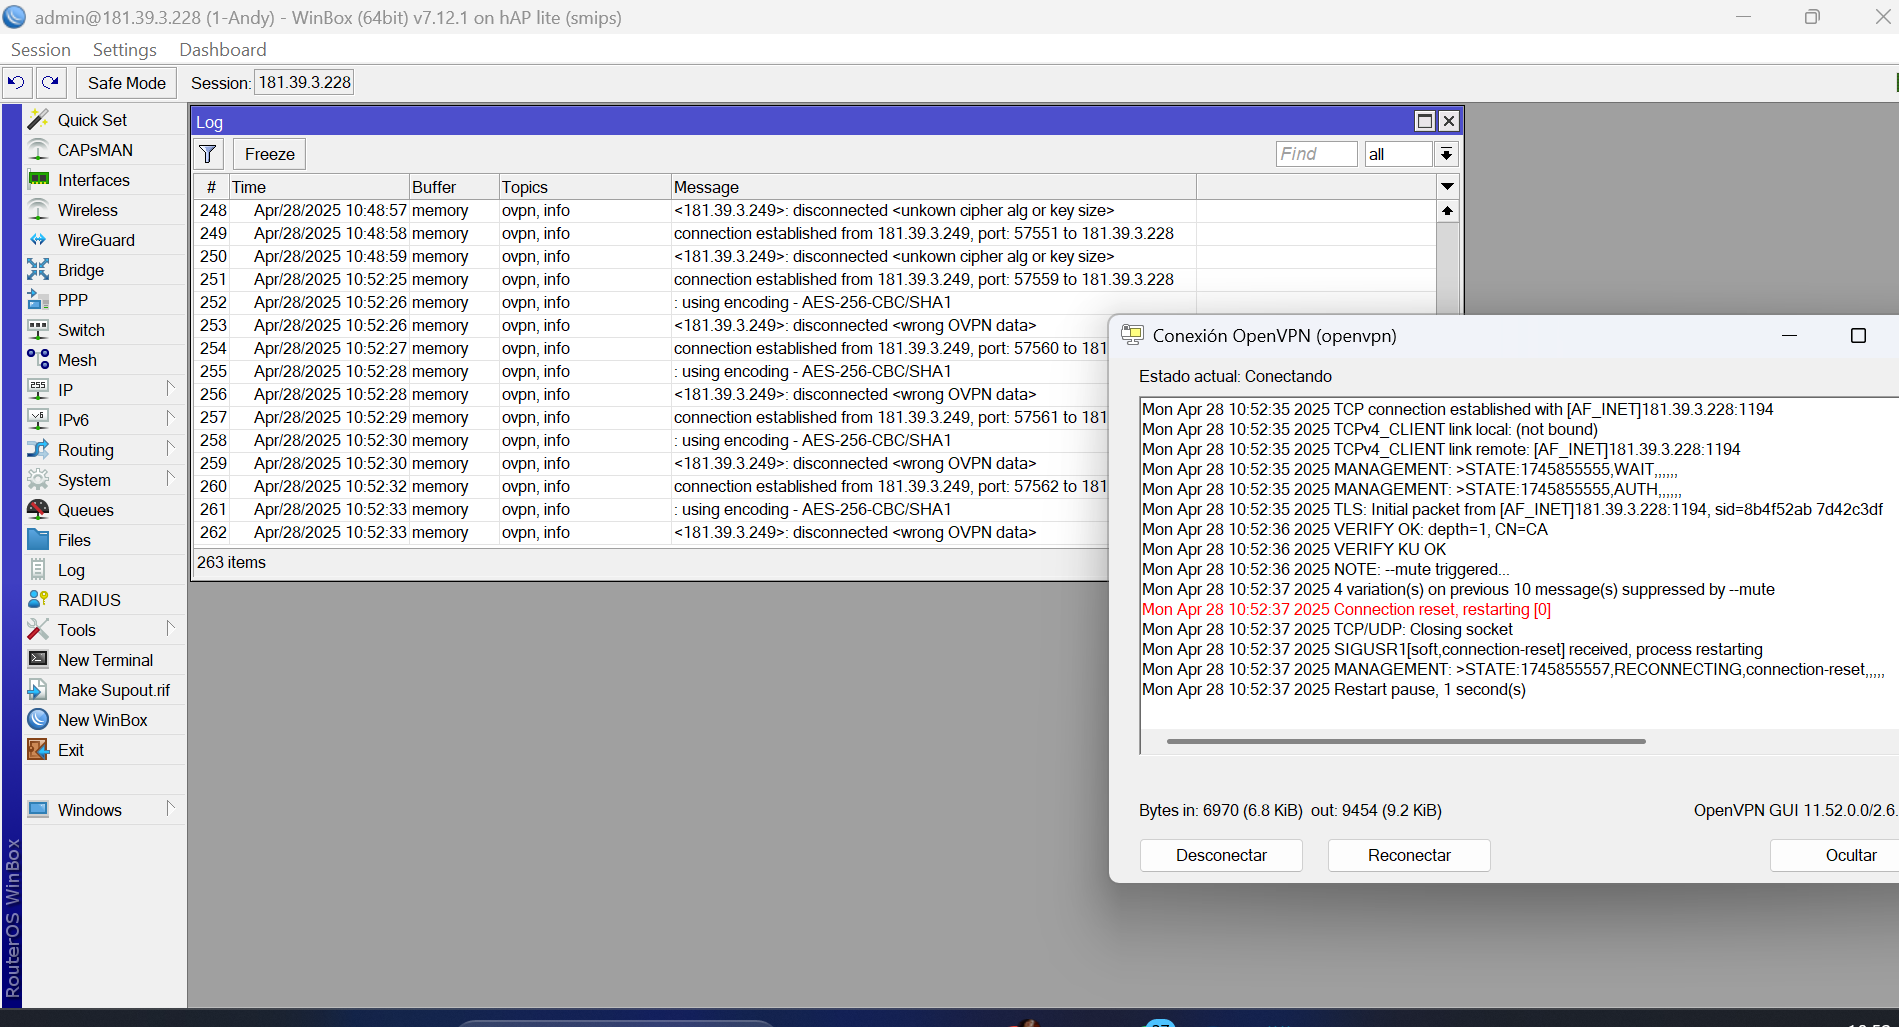 admin@181.39.3.228 (1-Andy) - WinBox (64bit) v7.12.1 on hAP lite (smips)
Session Settings Dashboard
Safe Mode Session: 181.39.3.228
Quick Set
CAPsMAN
Interfaces
Wireless
WireGuard
Bridge
PPP
Switch
Mesh
IP
IPv6
Routing
System
Queues
Files
Log
RADIUS
Tools
New Terminal
Make Supout.rif
New WinBox
Exit
Windows
RouterOS WinBox
Log
Freeze Find all
# Time Buffer Topics Message
248 Apr/28/2025 10:48:57 memory ovpn, info <181.39.3.249>: disconnected <unkown cipher alg or key size>
249 Apr/28/2025 10:48:58 memory ovpn, info connection established from 181.39.3.249, port: 57551 to 181.39.3.228
250 Apr/28/2025 10:48:59 memory ovpn, info <181.39.3.249>: disconnected <unkown cipher alg or key size>
251 Apr/28/2025 10:52:25 memory ovpn, info connection established from 181.39.3.249, port: 57559 to 181.39.3.228
252 Apr/28/2025 10:52:26 memory ovpn, info : using encoding - AES-256-CBC/SHA1
253 Apr/28/2025 10:52:26 memory ovpn, info <181.39.3.249>: disconnected <wrong OVPN data>
254 Apr/28/2025 10:52:27 memory ovpn, info connection established from 181.39.3.249, port: 57560 to 181
255 Apr/28/2025 10:52:28 memory ovpn, info : using encoding - AES-256-CBC/SHA1
256 Apr/28/2025 10:52:28 memory ovpn, info <181.39.3.249>: disconnected <wrong OVPN data>
257 Apr/28/2025 10:52:29 memory ovpn, info connection established from 181.39.3.249, port: 57561 to 181
258 Apr/28/2025 10:52:30 memory ovpn, info : using encoding - AES-256-CBC/SHA1
259 Apr/28/2025 10:52:30 memory ovpn, info <181.39.3.249>: disconnected <wrong OVPN data>
260 Apr/28/2025 10:52:32 memory ovpn, info connection established from 181.39.3.249, port: 57562 to 181
261 Apr/28/2025 10:52:33 memory ovpn, info : using encoding - AES-256-CBC/SHA1
262 Apr/28/2025 10:52:33 memory ovpn, info <181.39.3.249>: disconnected <wrong OVPN data>
263 items
Conexión OpenVPN (openvpn)
Estado actual: Conectando
Mon Apr 28 10:52:35 2025 TCP connection established with [AF_INET]181.39.3.228:1194
Mon Apr 28 10:52:35 2025 TCPv4_CLIENT link local: (not bound)
Mon Apr 28 10:52:35 2025 TCPv4_CLIENT link remote: [AF_INET]181.39.3.228:1194
Mon Apr 28 10:52:35 2025 MANAGEMENT: >STATE:1745855555,WAIT,,,,,,
Mon Apr 28 10:52:35 2025 MANAGEMENT: >STATE:1745855555,AUTH,,,,,,
Mon Apr 28 10:52:35 2025 TLS: Initial packet from [AF_INET]181.39.3.228:1194, sid=8b4f52ab 7d42c3df
Mon Apr 28 10:52:36 2025 VERIFY OK: depth=1, CN=CA
Mon Apr 28 10:52:36 2025 VERIFY KU OK
Mon Apr 28 10:52:36 2025 NOTE: --mute triggered...
Mon Apr 28 10:52:37 2025 4 variation(s) on previous 10 message(s) suppressed by --mute
Mon Apr 28 10:52:37 2025 Connection reset, restarting [0]
Mon Apr 28 10:52:37 2025 TCP/UDP: Closing socket
Mon Apr 28 10:52:37 2025 SIGUSR1[soft,connection-reset] received, process restarting
Mon Apr 28 10:52:37 2025 MANAGEMENT: >STATE:1745855557,RECONNECTING,connection-reset,,,,,
Mon Apr 28 10:52:37 2025 Restart pause, 1 second(s)
Bytes in: 6970 (6.8 KiB) out: 9454 (9.2 KiB) OpenVPN GUI 11.52.0.0/2.6.
Desconectar Reconectar Ocultar